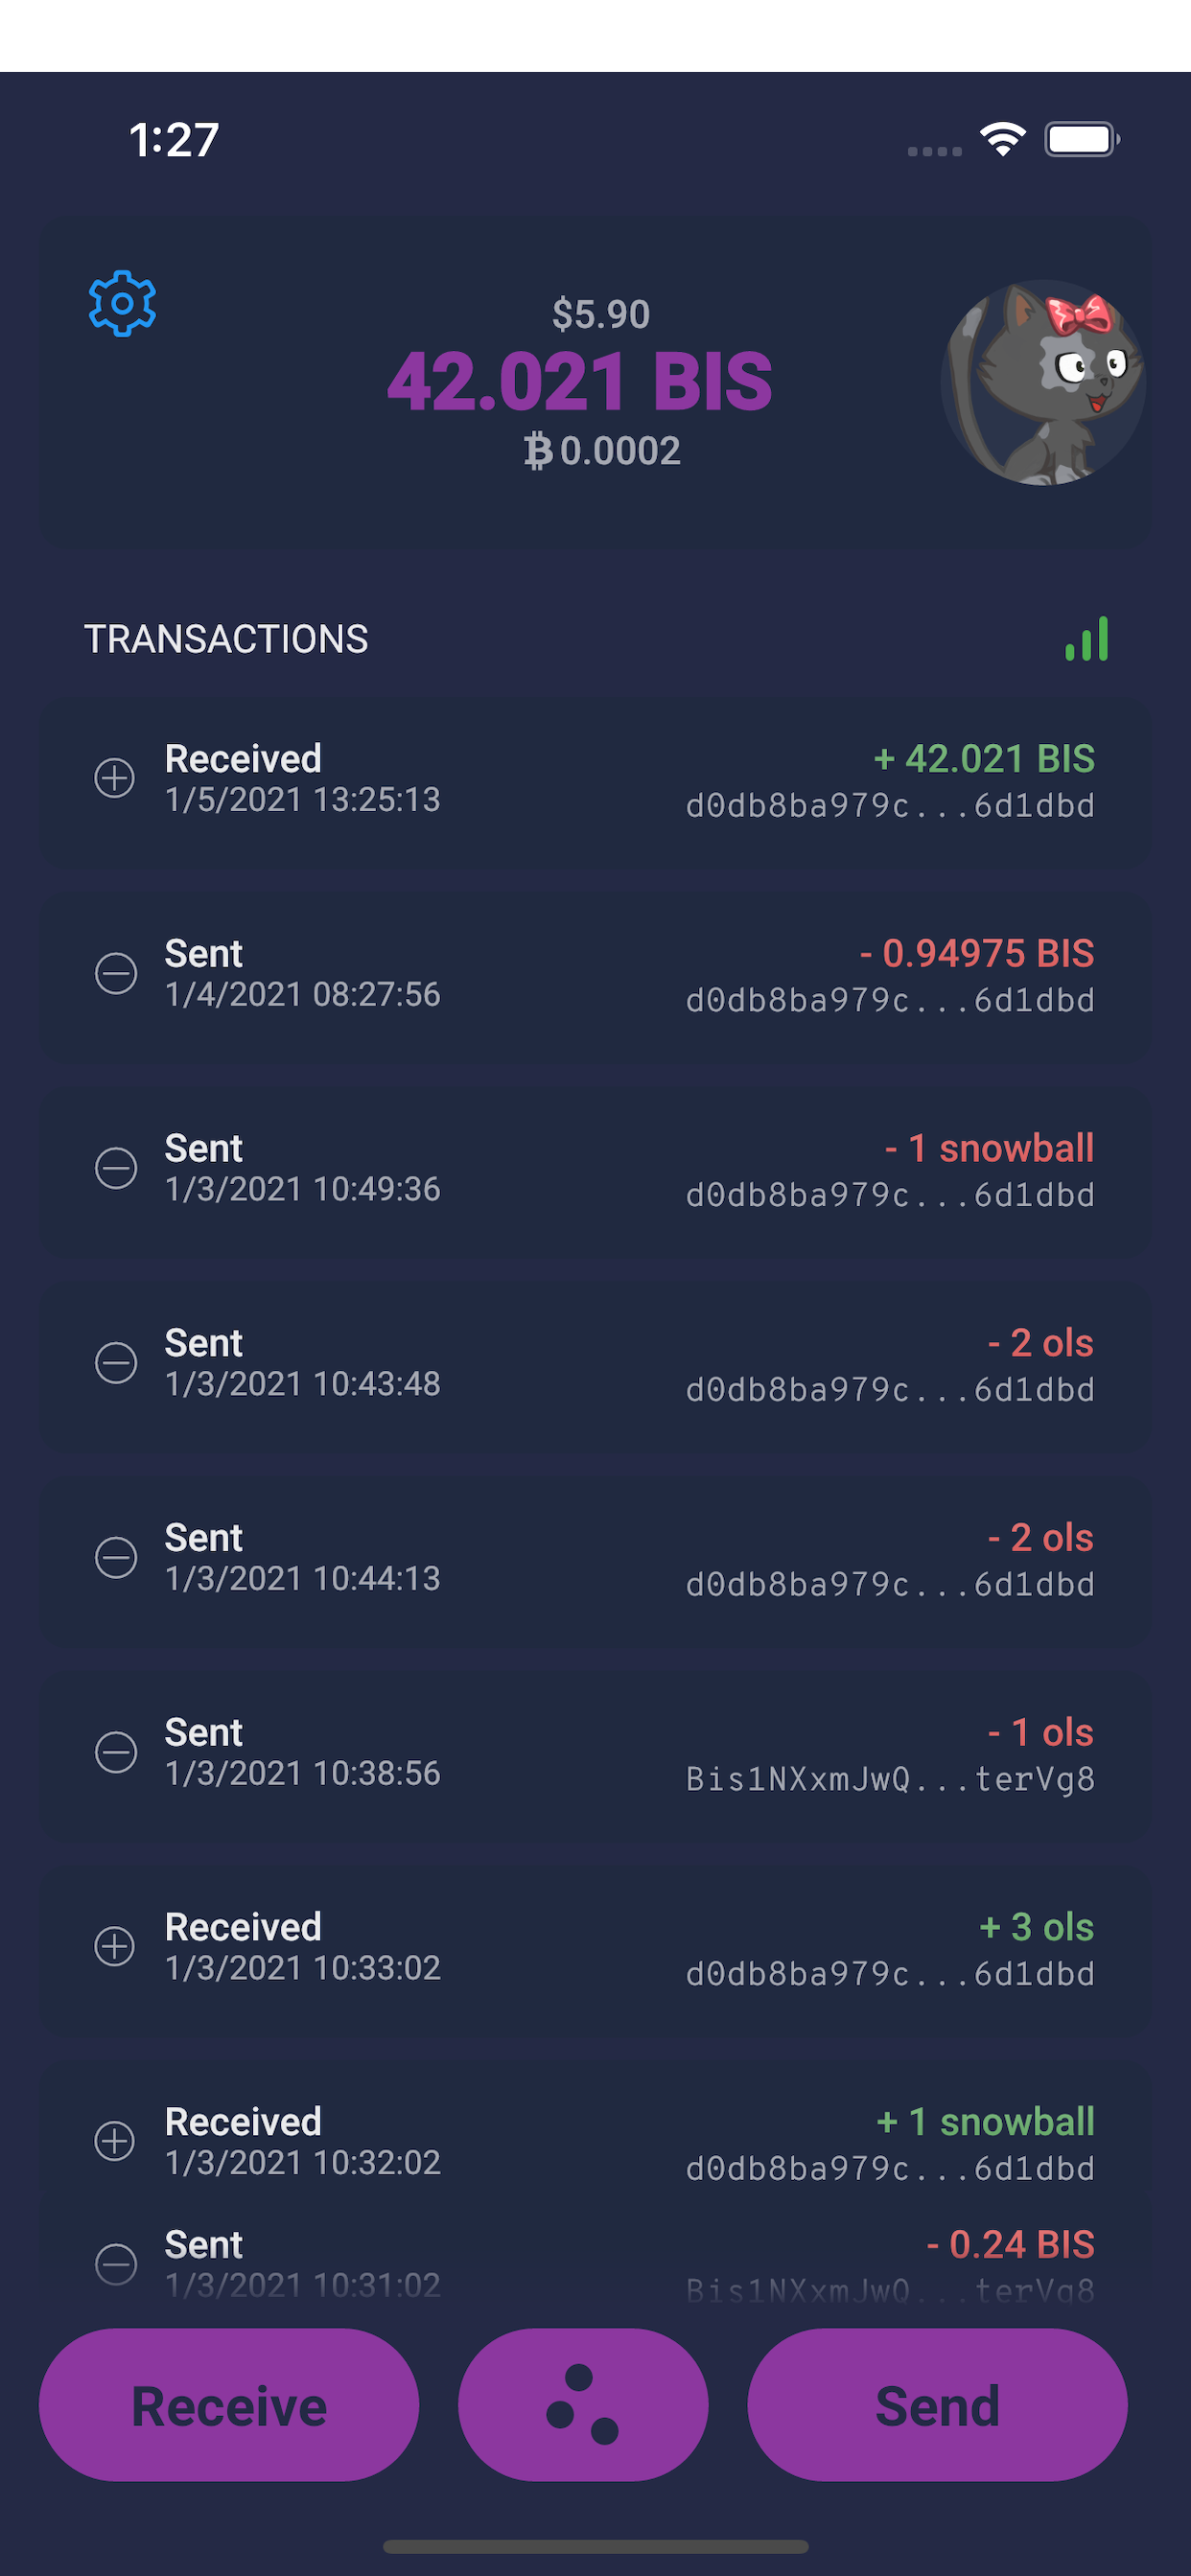 1:27
$5.90
42.021 BIS
₿0.0002
TRANSACTIONS
Received
+ 42.021 BIS
1/5/2021 13:25:13
d0db8ba979c...6d1dbd
Sent
- 0.94975 BIS
1/4/2021 08:27:56
d0db8ba979c...6d1dbd
Sent
- 1 snowball
1/3/2021 10:49:36
d0db8ba979c...6d1dbd
Sent
- 2 ols
1/3/2021 10:43:48
d0db8ba979c...6d1dbd
Sent
- 2 ols
1/3/2021 10:44:13
d0db8ba979c...6d1dbd
Sent
- 1 ols
1/3/2021 10:38:56
Bis1NXxmJwQ...terVg8
Received
+ 3 ols
1/3/2021 10:33:02
d0db8ba979c...6d1dbd
Received
+ 1 snowball
1/3/2021 10:32:02
d0db8ba979c...6d1dbd
Sent
- 0.24 BIS
1/3/2021 10:31:02
Bis1NXxmJwQ...terVg8
Receive
Send